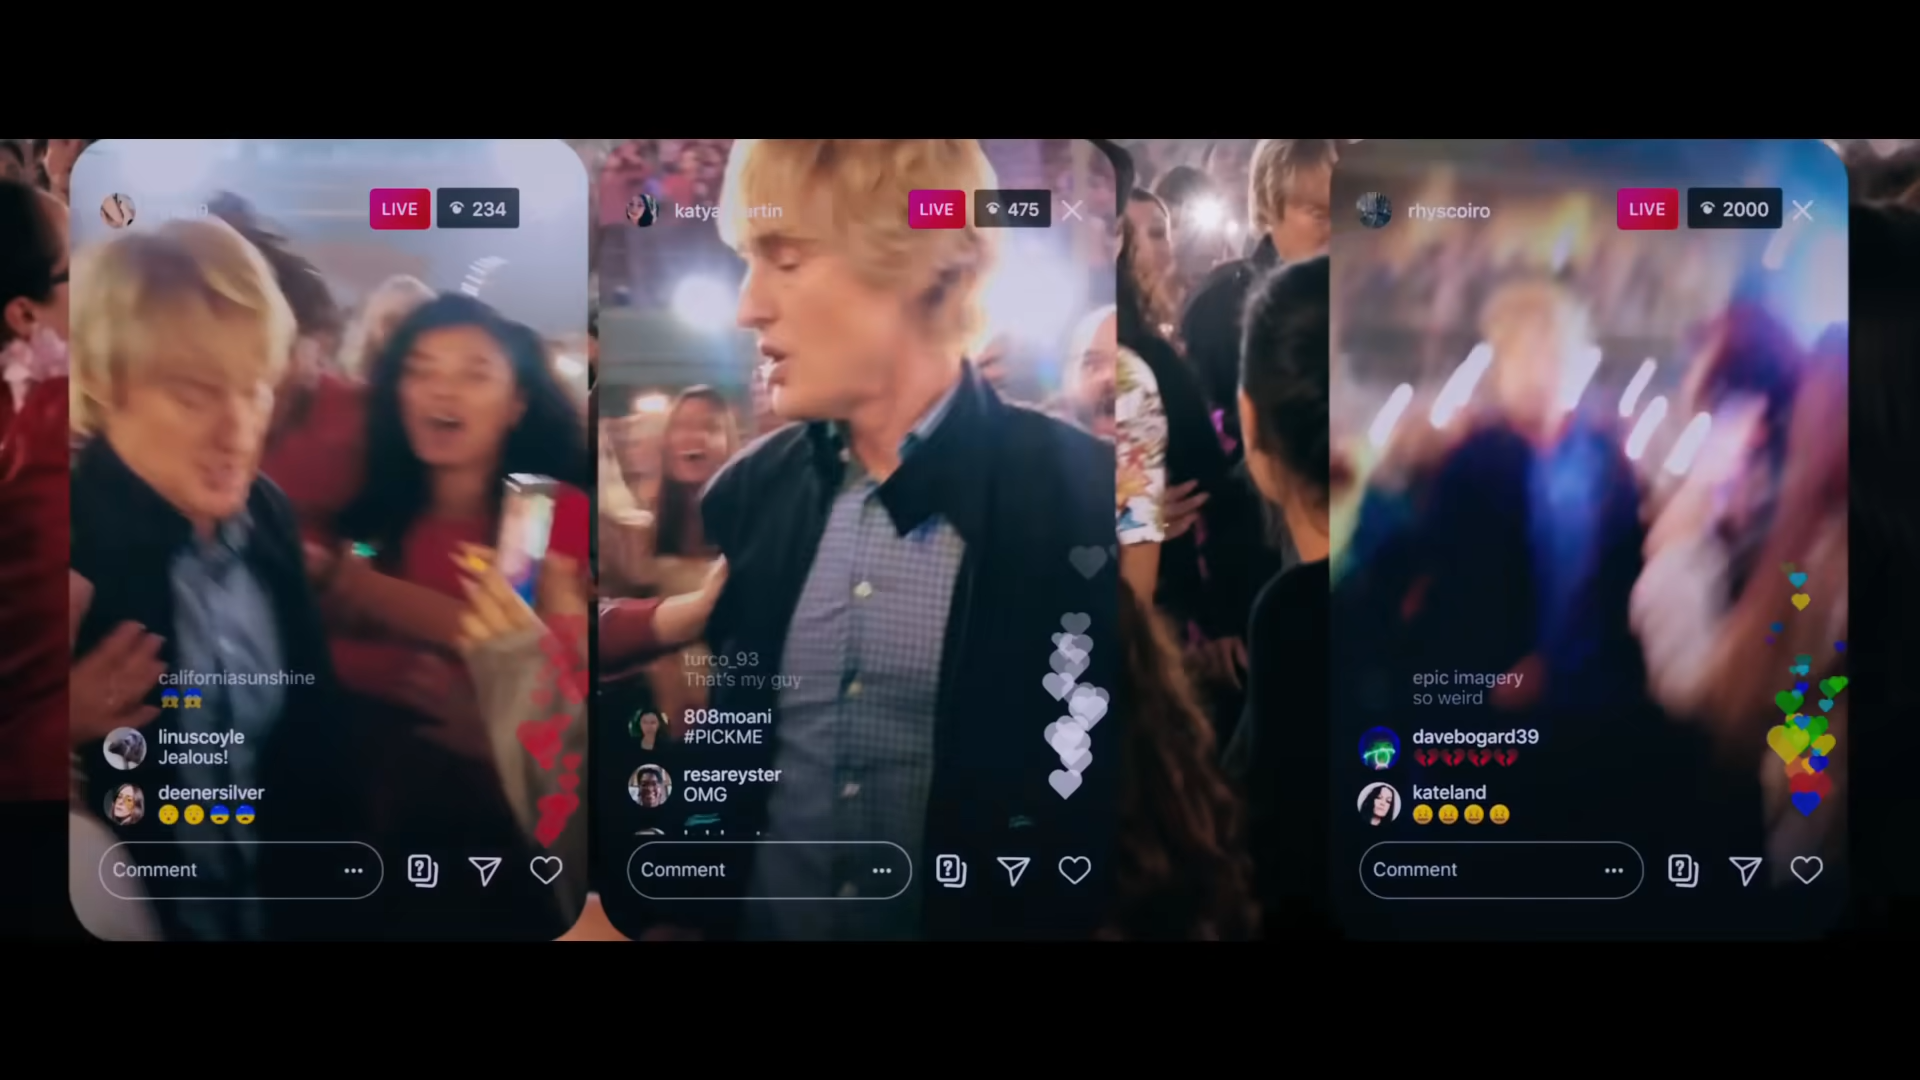 LIVE
234
californiasunshine
linuscoyle
Jealous!
deenersilver
Comment
LIVE
475
turco_93
That's my guy
808moani
#PICKME
resareyster
OMG
Comment
rhyscoiro
LIVE
2000
epic imagery
so weird
davebogard39
kateland
Comment